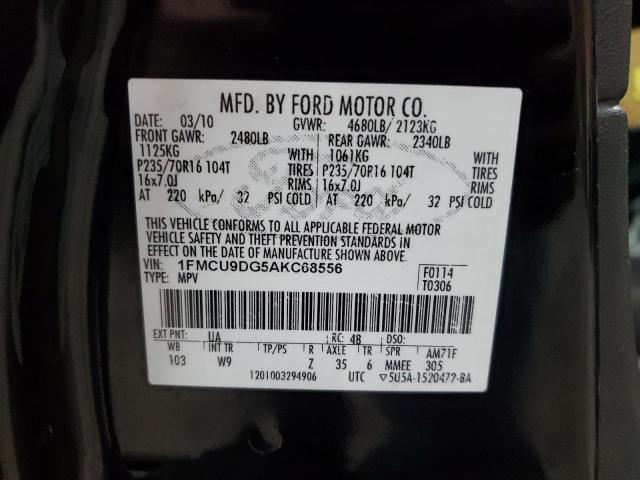 MFD. BY FORD MOTOR CO.
DATE: 03/10 GVWR: 4680LB/ 2123KG
FRONT GAWR: 2480LB REAR GAWR: 2340LB
1125KG WITH 1061KG WITH
P235/70R16 104T TIRES P235/70R16 104T TIRES
16x7.0J RIMS 16x7.0J RIMS
AT 220 kPa/ 32 PSI COLD AT 220 kPa/ 32 PSI COLD
THIS VEHICLE CONFORMS TO ALL APPLICABLE FEDERAL MOTOR
VEHICLE SAFETY AND THEFT PREVENTION STANDARDS IN
EFFECT ON THE DATE OF MANUFACTURE SHOWN ABOVE.
VIN: 1FMCU9DG5AKC68556 F0114
TYPE: MPV T0306
EXT PNT: UA RC: 48 DSO:
WB INT TR TP/PS R AXLE TR SPR AM71F
103 W9 Z 35 6 MMEE 305
1201003294906 UTC ▽5U5A-1520472-BA